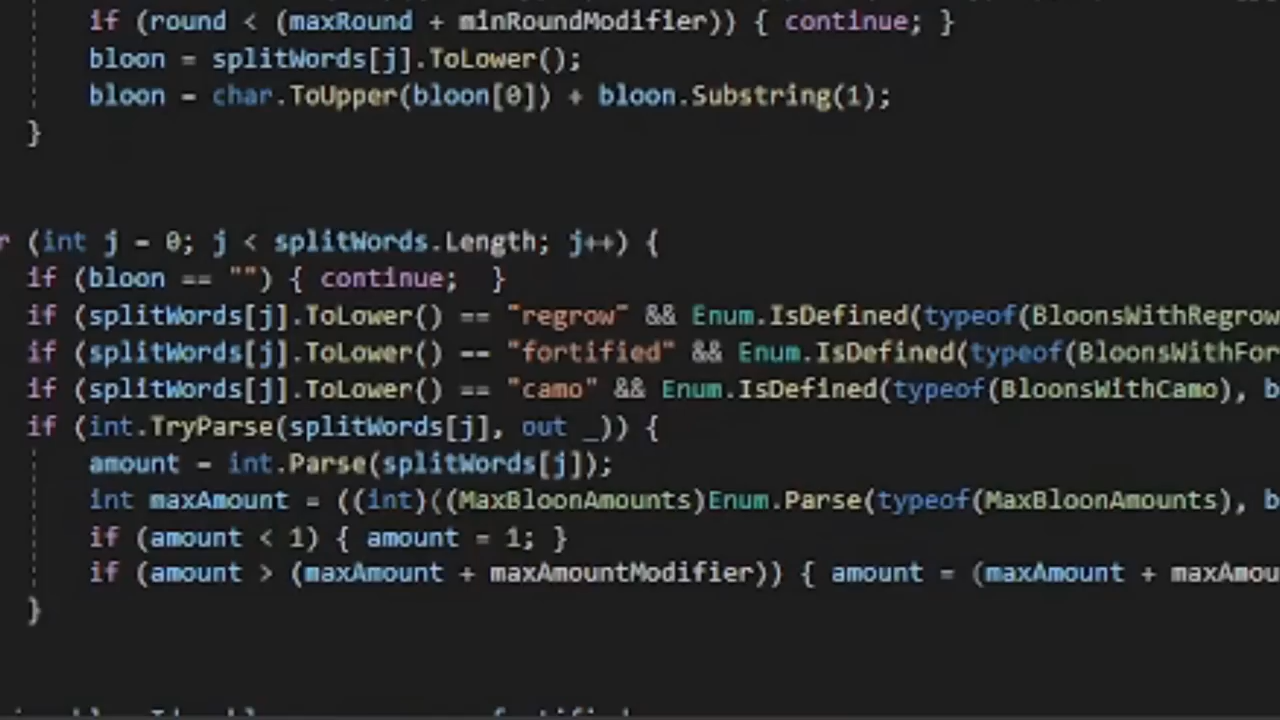 if (round < (maxRound + minRoundModifier)) { continue; }
bloon = splitWords[j].ToLower();
bloon = char.ToUpper(bloon[0]) + bloon.Substring(1);
}
r (int j = 0; j < splitWords.Length; j++) {
if (bloon == "") { continue;  }
if (splitWords[j].ToLower() == "regrow" && Enum.IsDefined(typeof(BloonsWithRegrow
if (splitWords[j].ToLower() == "fortified" && Enum.IsDefined(typeof(BloonsWithFor
if (splitWords[j].ToLower() == "camo" && Enum.IsDefined(typeof(BloonsWithCamo), b
if (int.TryParse(splitWords[j], out _)) {
amount = int.Parse(splitWords[j]);
int maxAmount = ((int)((MaxBloonAmounts)Enum.Parse(typeof(MaxBloonAmounts), b
if (amount < 1) { amount = 1; }
if (amount > (maxAmount + maxAmountModifier)) { amount = (maxAmount + maxAmou
}